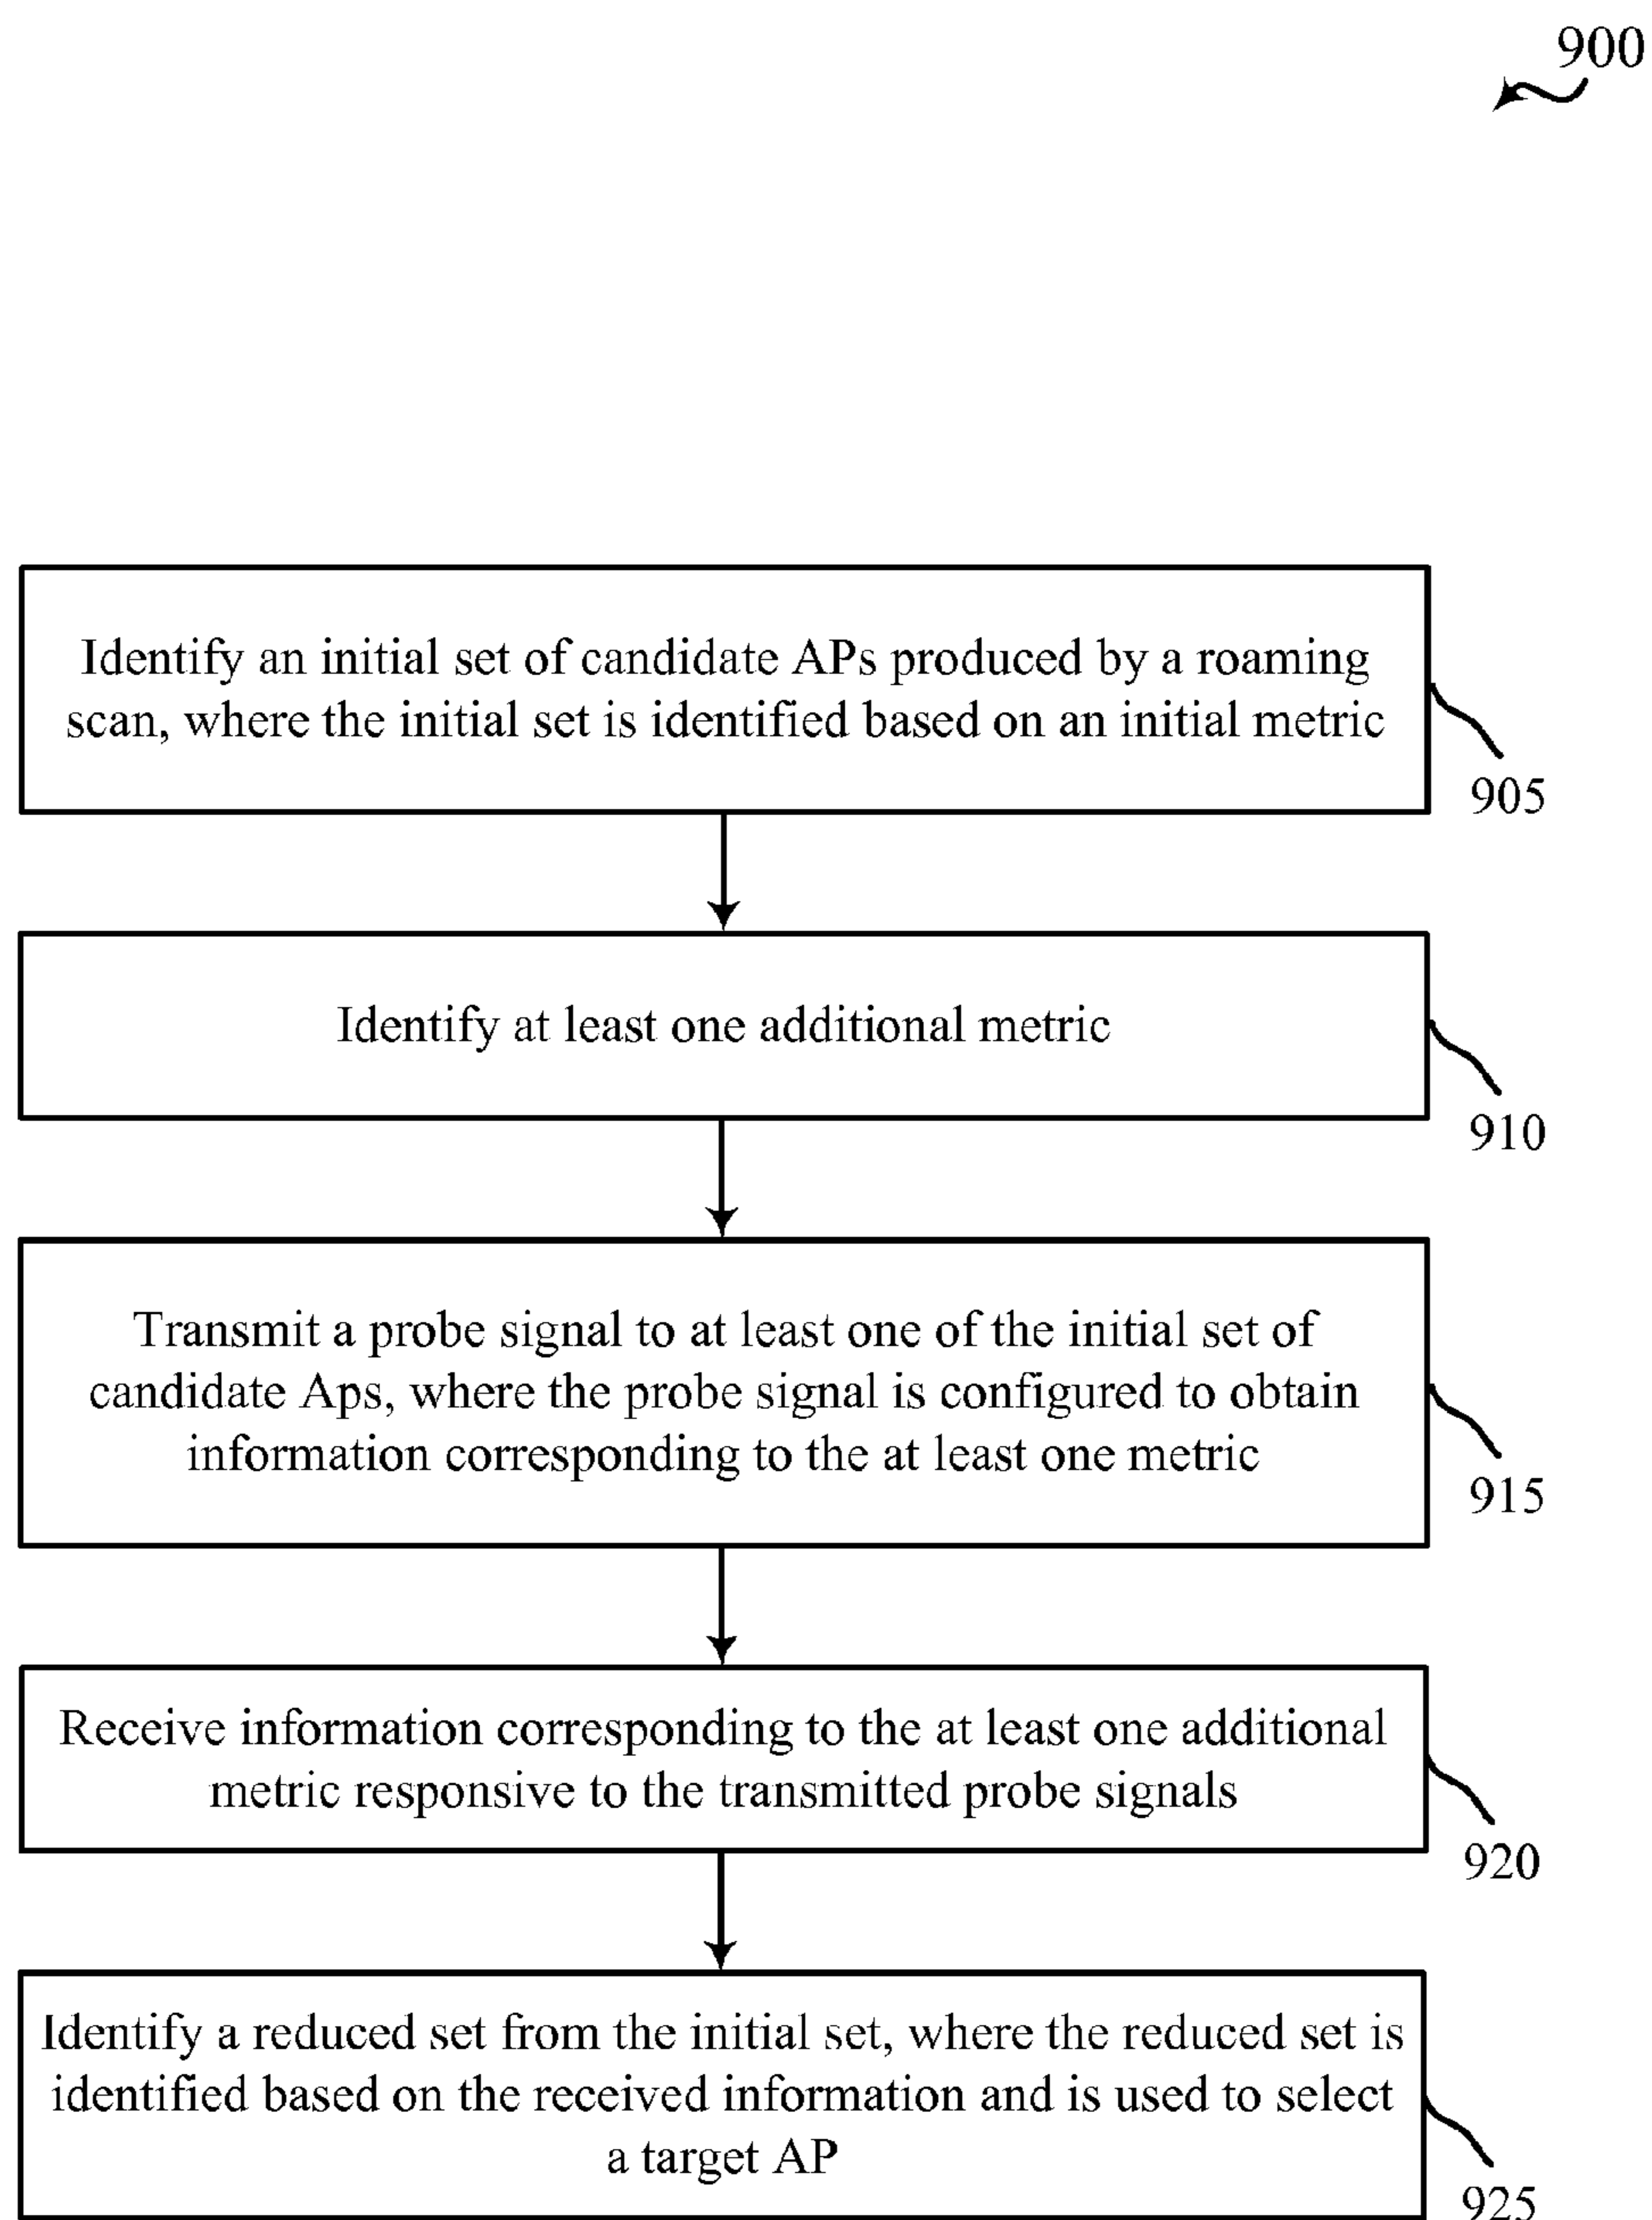 900
Identify an initial set of candidate APs produced by a roaming
scan, where the initial set is identified based on an initial metric
905
Identify at least one additional metric
910
Transmit a probe signal to at least one of the initial set of
candidate Aps, where the probe signal is configured to obtain
information corresponding to the at least one metric
915
Receive information corresponding to the at least one additional
metric responsive to the transmitted probe signals
920
Identify a reduced set from the initial set, where the reduced set is
identified based on the received information and is used to select
a target AP
925